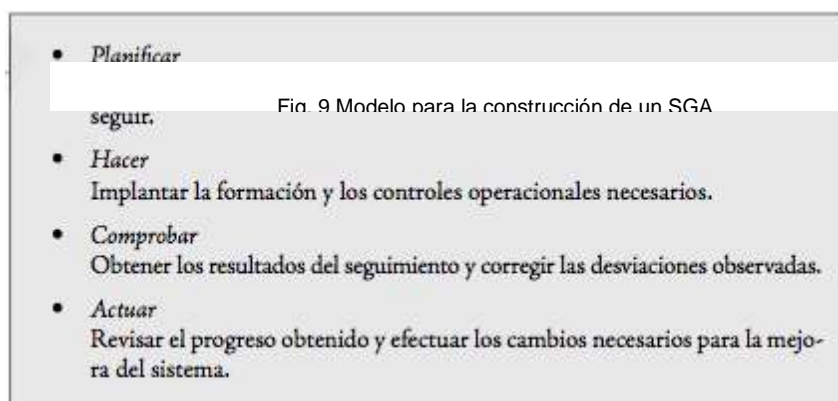 • Planificar
Fig. 9 Modelo para la construcción de un SGA
seguir.
• Hacer
Implantar la formación y los controles operacionales necesarios.
• Comprobar
Obtener los resultados del seguimiento y corregir las desviaciones observadas.
• Actuar
Revisar el progreso obtenido y efectuar los cambios necesarios para la mejo-
ra del sistema.